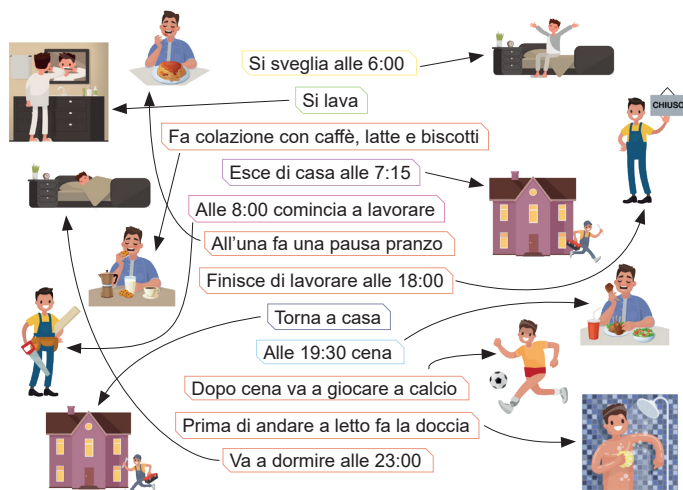 Si sveglia alle 6:00
Si lava
CHIUSO
Fa colazione con caffè, latte e biscotti
Esce di casa alle 7:15
Alle 8:00 comincia a lavorare
All'una fa una pausa pranzo
Finisce di lavorare alle 18:00
Torna a casa
Alle 19:30 cena
Dopo cena va a giocare a calcio
Prima di andare a letto fa la doccia
Va a dormire alle 23:00